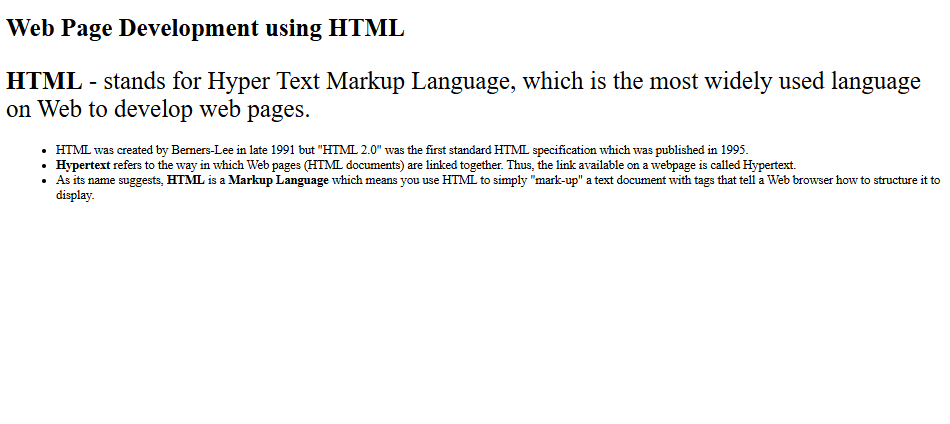 Web Page Development using HTML
HTML - stands for Hyper Text Markup Language, which is the most widely used language
on Web to develop web pages.
• HTML was created by Berners-Lee in late 1991 but "HTML 2.0" was the first standard HTML specification which was published in 1995.
• Hypertext refers to the way in which Web pages (HTML documents) are linked together. Thus, the link available on a webpage is called Hypertext.
• As its name suggests, HTML is a Markup Language which means you use HTML to simply "mark-up" a text document with tags that tell a Web browser how to structure it to
display.